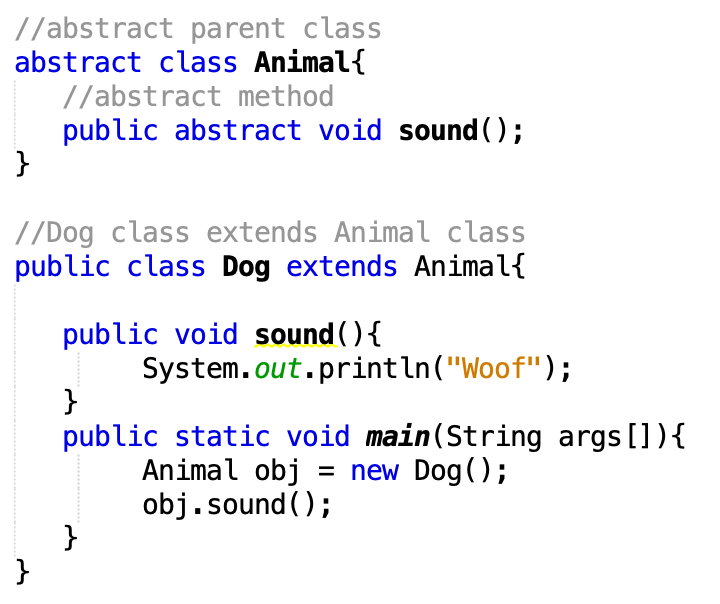 //abstract parent class
abstract class Animal{
   //abstract method
   public abstract void sound();
}

//Dog class extends Animal class
public class Dog extends Animal{

   public void sound(){
        System.out.println("Woof");
   }
   public static void main(String args[]){
        Animal obj = new Dog();
        obj.sound();
   }
}